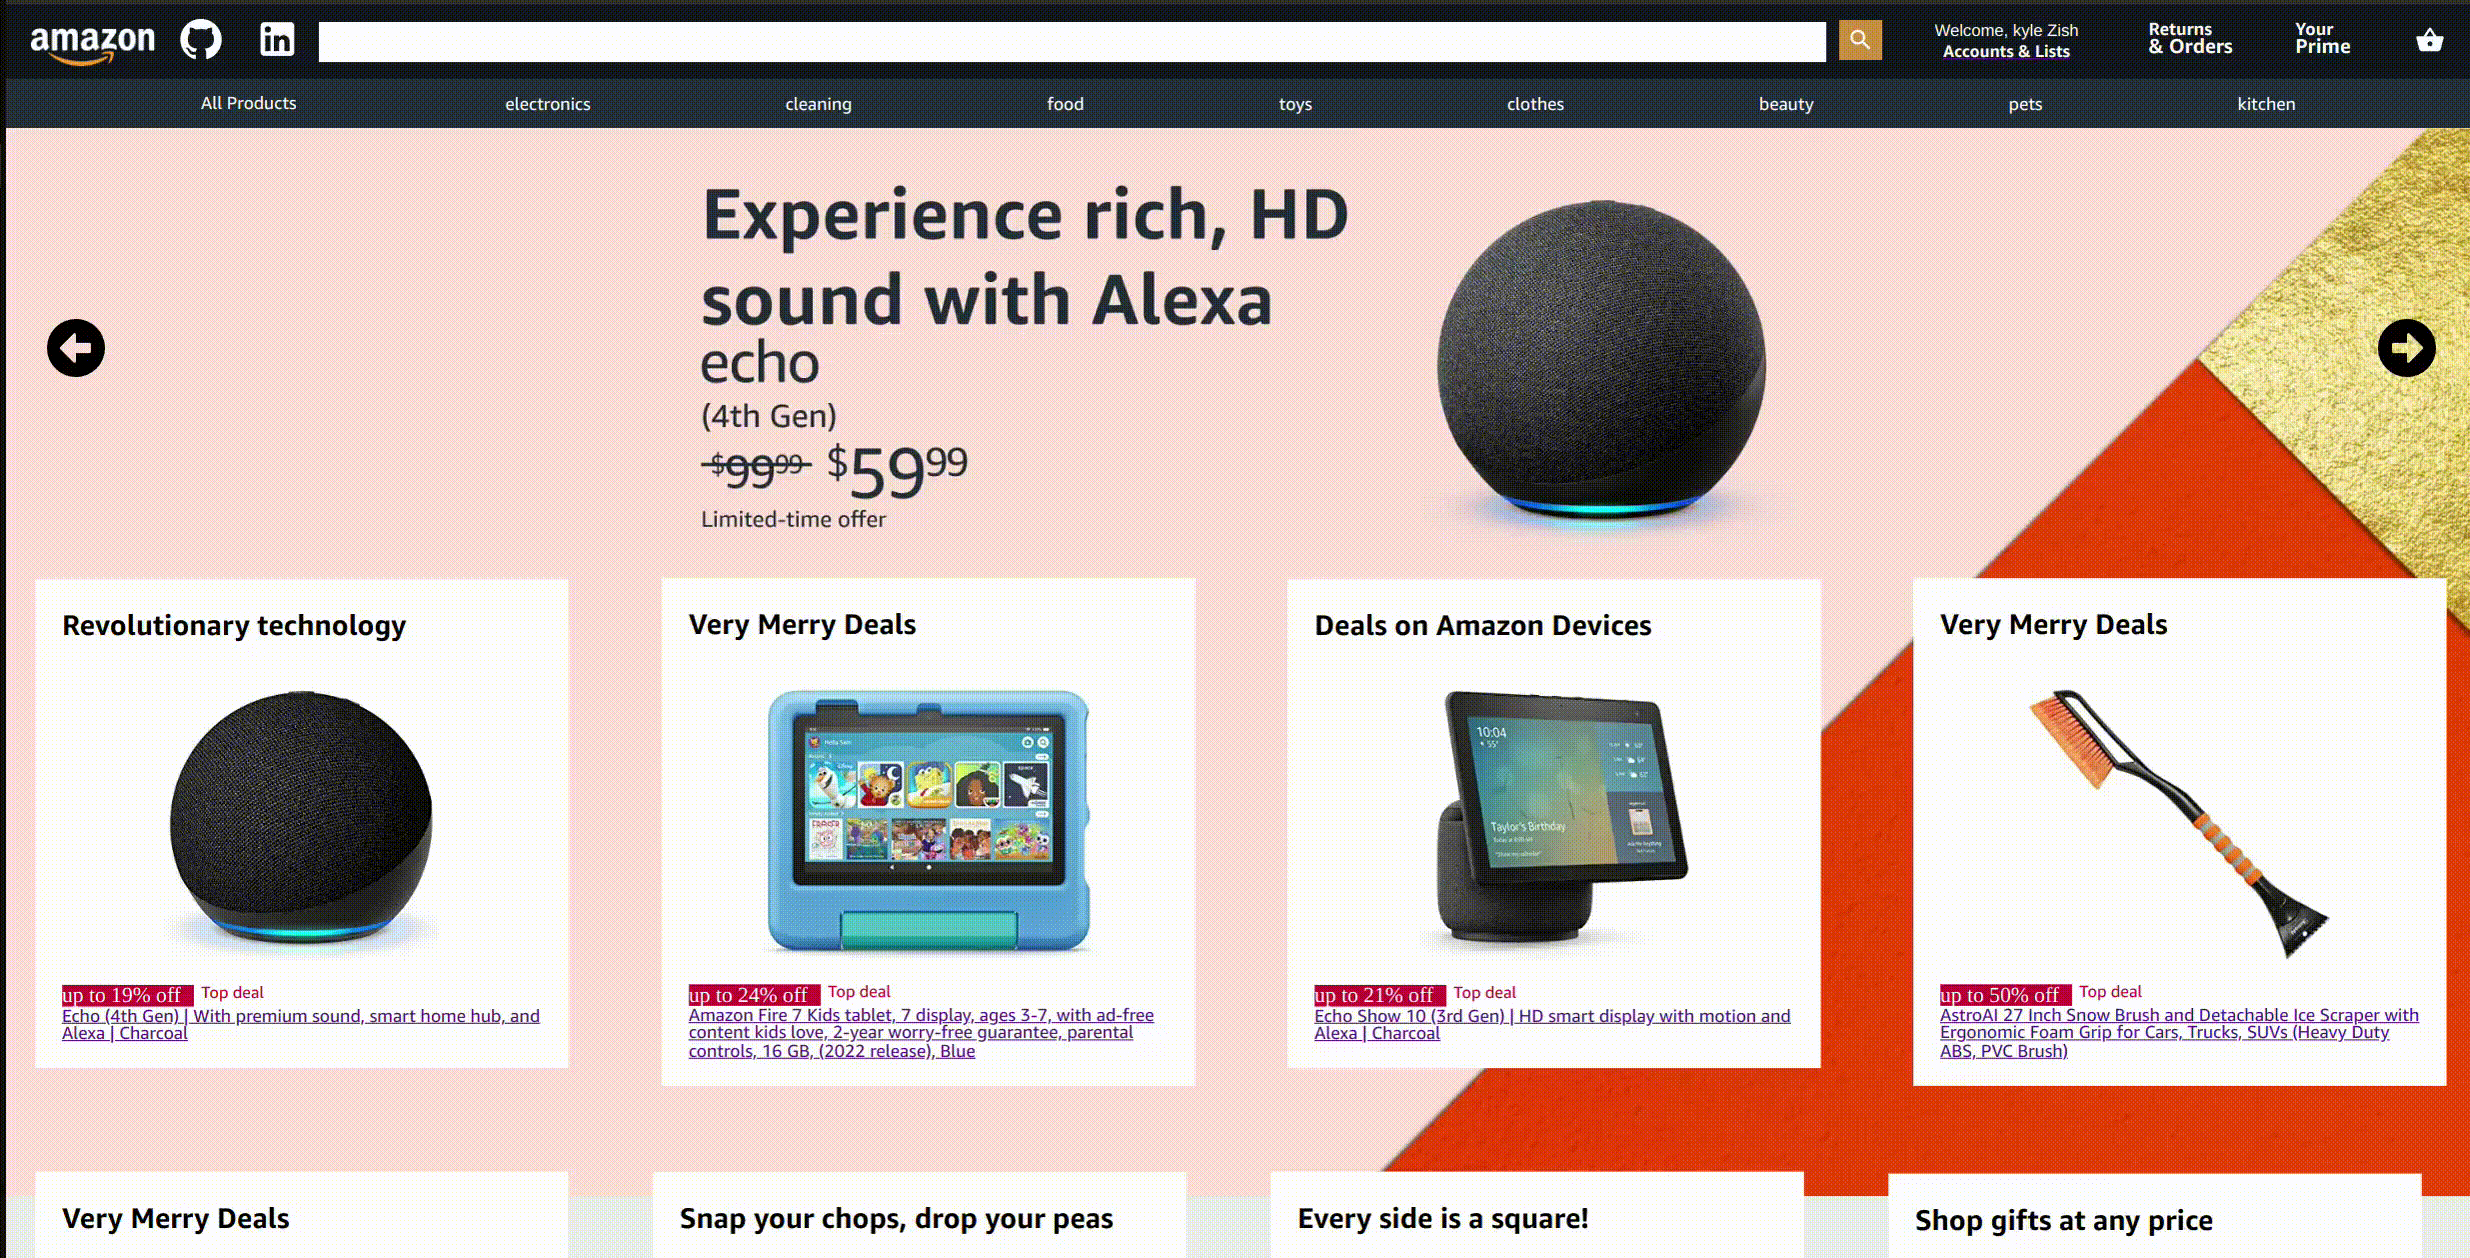 amazon
in
Welcome, kyle Zish
Accounts & Lists
Returns
& Orders
Your
Prime
All Products
electronics
cleaning
food
toys
clothes
beauty
pets
kitchen
Experience rich, HD
sound with Alexa
echo
(4th Gen)
$99⁹⁹ $59⁹⁹
Limited-time offer
Revolutionary technology
up to 19% off Top deal
Echo (4th Gen) | With premium sound, smart home hub, and
Alexa | Charcoal
Very Merry Deals
up to 24% off Top deal
Amazon Fire 7 Kids tablet, 7 display, ages 3-7, with ad-free
content kids love, 2-year worry-free guarantee, parental
controls, 16 GB, (2022 release), Blue
Deals on Amazon Devices
10:04
Taylor's Birthday
up to 21% off Top deal
Echo Show 10 (3rd Gen) | HD smart display with motion and
Alexa | Charcoal
Very Merry Deals
up to 50% off Top deal
AstroAI 27 Inch Snow Brush and Detachable Ice Scraper with
Ergonomic Foam Grip for Cars, Trucks, SUVs (Heavy Duty
ABS, PVC Brush)
Very Merry Deals
Snap your chops, drop your peas
Every side is a square!
Shop gifts at any price